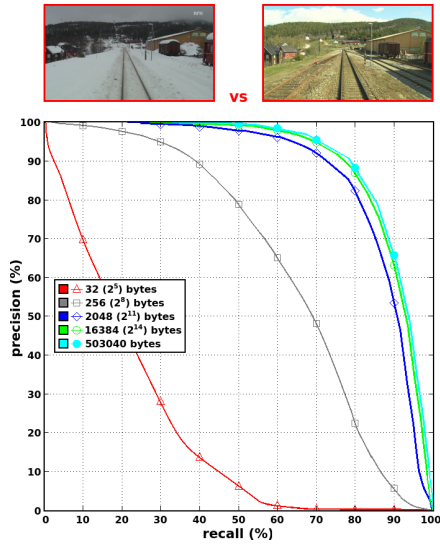 vs
100
90
80
70
60
50
40
30
20
10
0
precision (%)
32 (2⁵) bytes
256 (2⁸) bytes
2048 (2¹¹) bytes
16384 (2¹⁴) bytes
503040 bytes
0 10 20 30 40 50 60 70 80 90 100
recall (%)